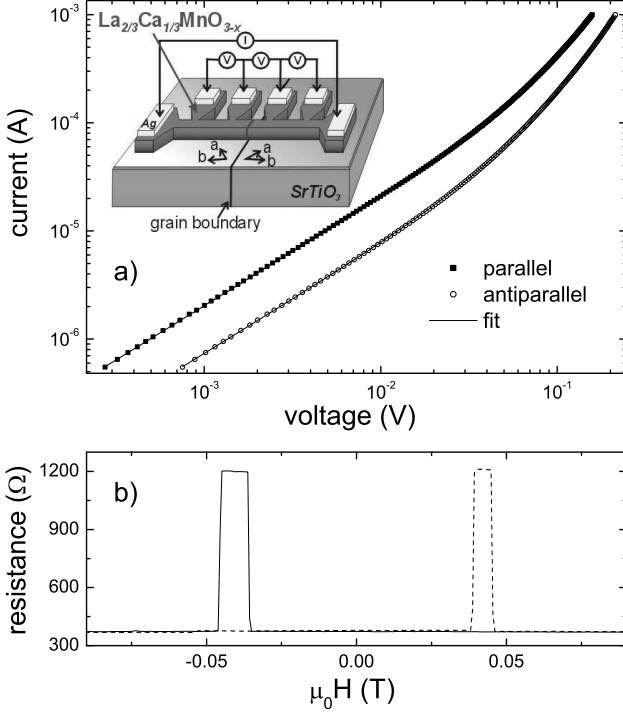 10⁻³
10⁻⁴
10⁻⁵
10⁻⁶
current (A)
La₂/₃Ca₁/₃MnO₃₋ₓ
I
V V V
Ag
a
b
a
b
SrTiO₃
grain boundary
a)
parallel
antiparallel
fit
10⁻³ 10⁻² 10⁻¹
voltage (V)
1200
900
600
300
resistance (Ω)
b)
-0.05 0.00 0.05
μ₀H (T)